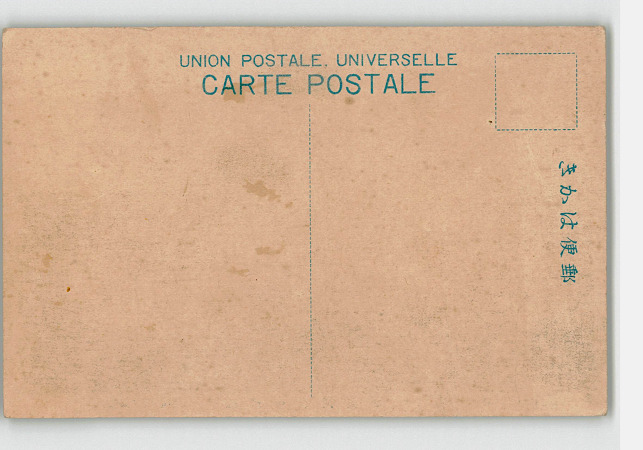 UNION POSTALE, UNIVERSELLE
CARTE POSTALE
きかは便郵